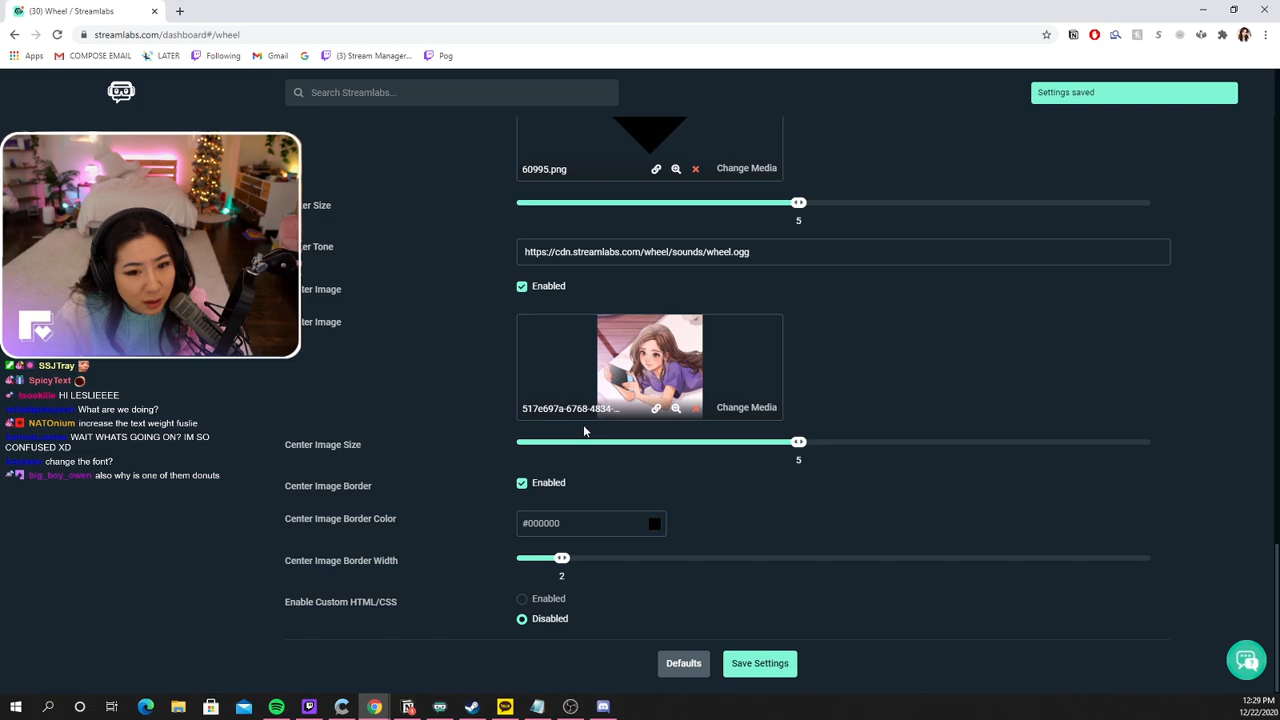 (30) Wheel / Streamlabs
streamlabs.com/dashboard#/wheel
Apps COMPOSE EMAIL LATER Following Gmail (3) Stream Manager... Pog
Search Streamlabs...
Settings saved
60995.png Change Media
er Size
5
er Tone
https://cdn.streamlabs.com/wheel/sounds/wheel.ogg
ter Image
Enabled
ter Image
517e697a-6768-4834-... Change Media
Center Image Size
5
Center Image Border
Enabled
Center Image Border Color
#000000
Center Image Border Width
2
Enable Custom HTML/CSS
Enabled
Disabled
Defaults
Save Settings
SSJTray
SpicyText
tsookille HI LESLIEEEE
What are we doing?
NATOnium increase the text weight fuslie
WAIT WHATS GOING ON? IM SO
CONFUSED XD
change the font?
big_boy_owen also why is one of them donuts
12:29 PM
12/22/2020